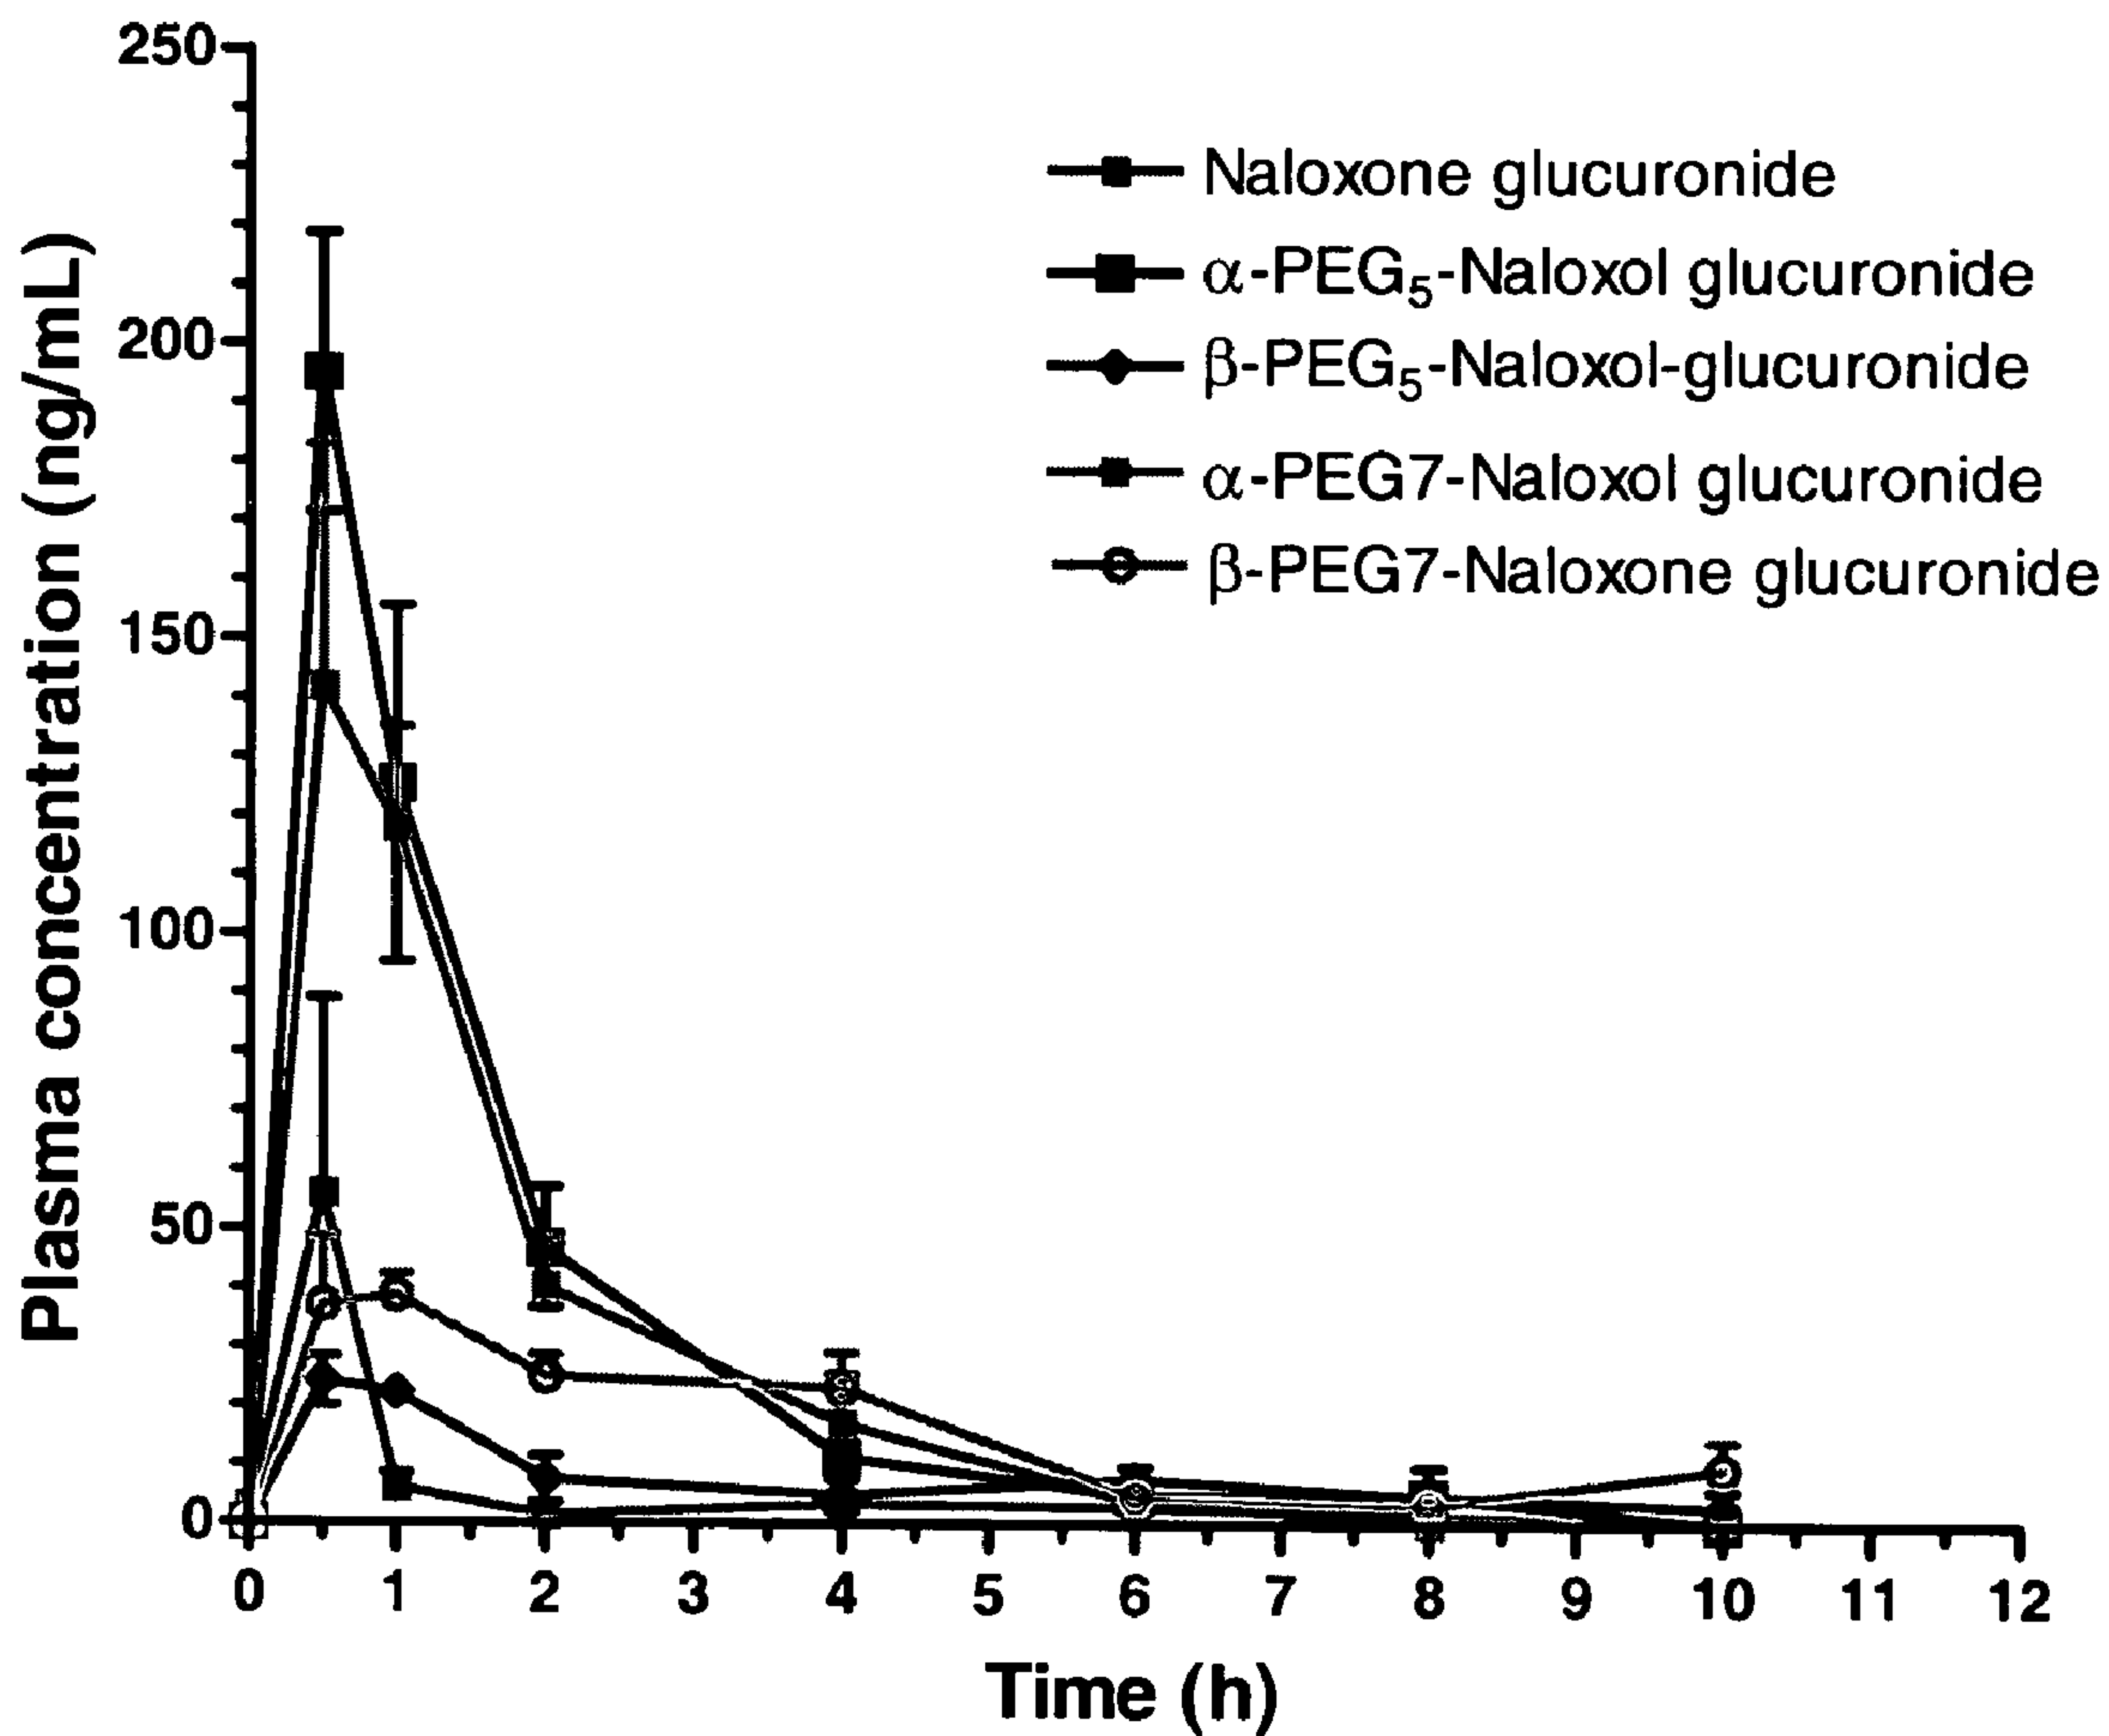 250
200
150
100
50
0
Plasma concentration (ng/mL)
Naloxone glucuronide
α-PEG₅-Naloxol glucuronide
β-PEG₅-Naloxol-glucuronide
α-PEG7-Naloxol glucuronide
β-PEG7-Naloxone glucuronide
0 1 2 3 4 5 6 7 8 9 10 11 12
Time (h)